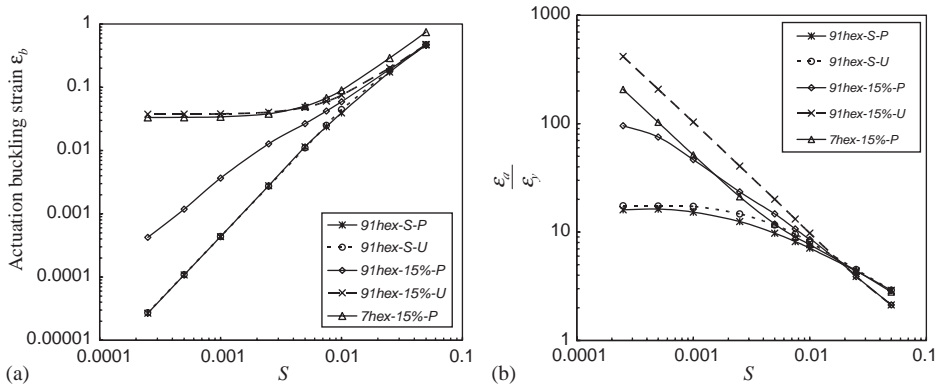 Actuation buckling strain ε_b
1
0.1
0.01
0.001
0.0001
0.00001
0.0001
0.001
0.01
0.1
S
(a)
91hex-S-P
91hex-S-U
91hex-15%-P
91hex-15%-U
7hex-15%-P
ε_a
ε_y
1000
100
10
1
0.0001
0.001
0.01
0.1
S
(b)
91hex-S-P
91hex-S-U
91hex-15%-P
91hex-15%-U
7hex-15%-P